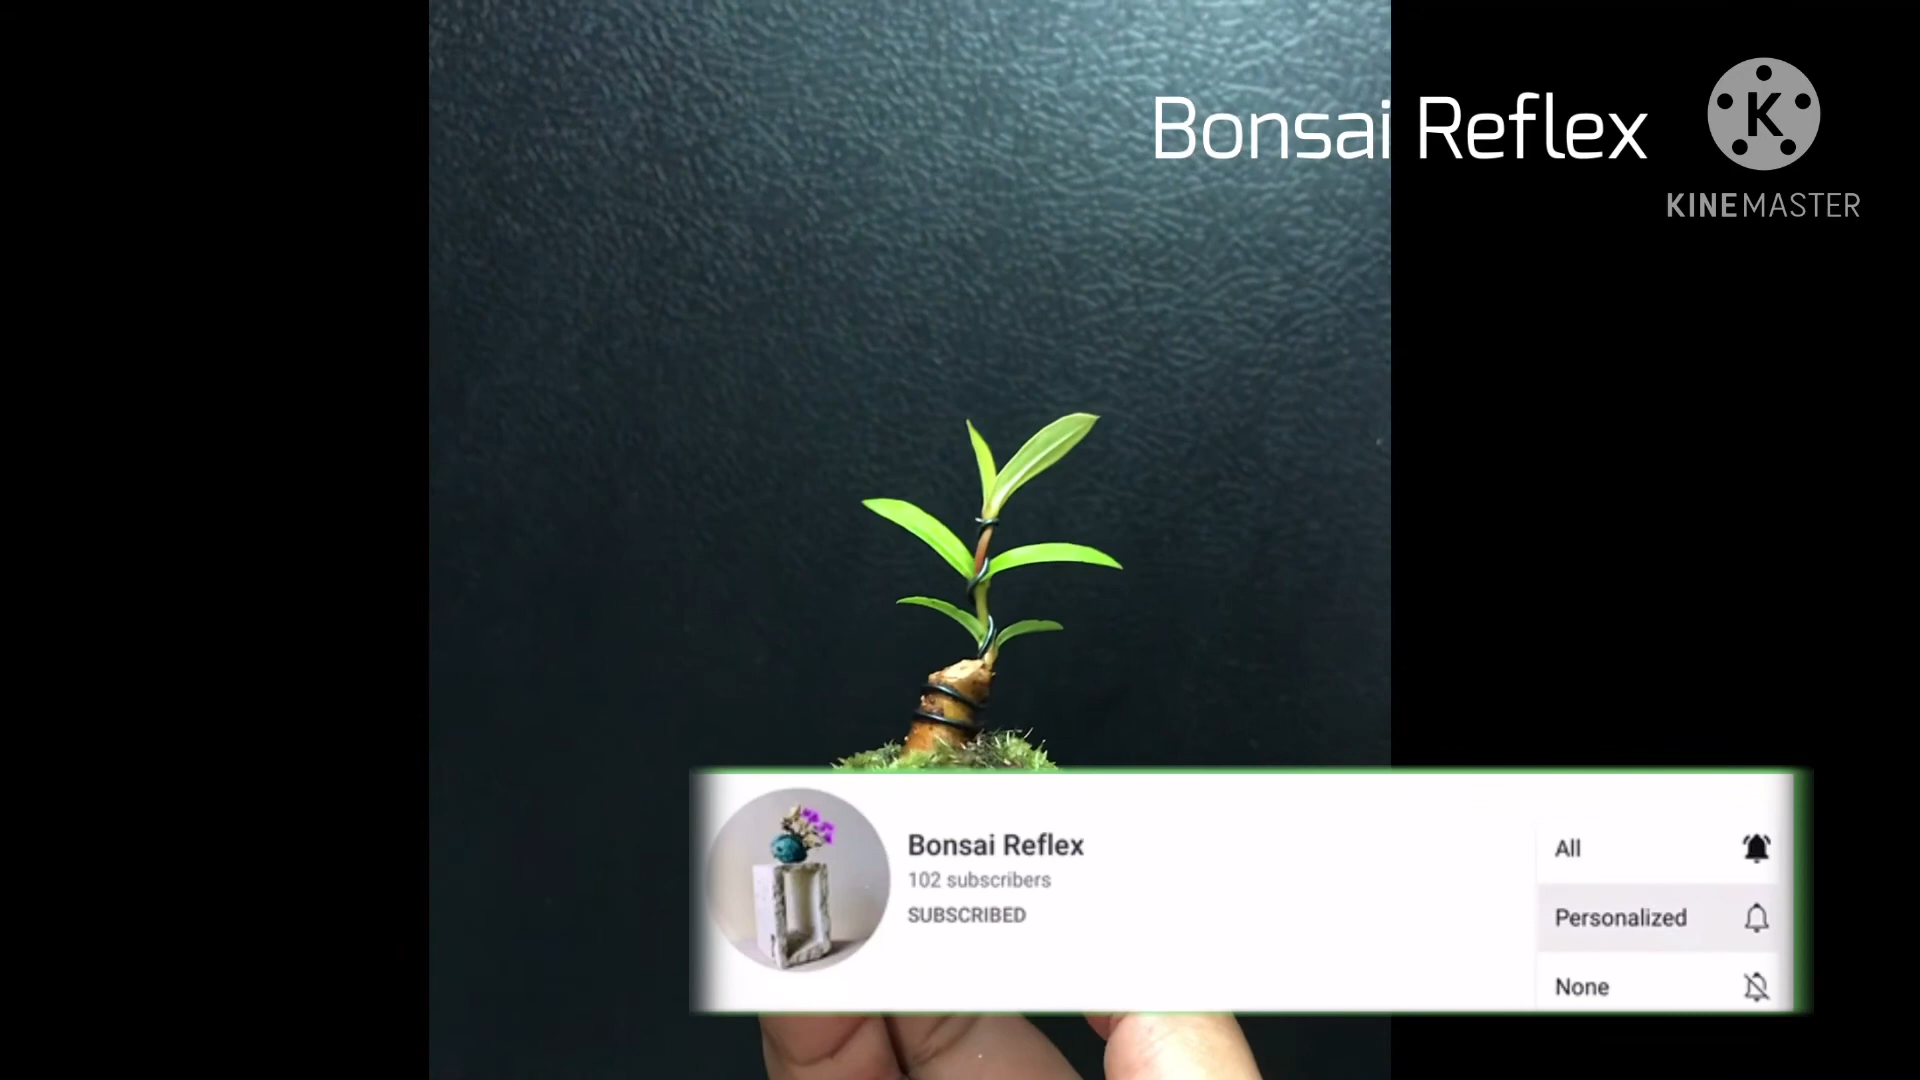 Bonsai Reflex
K
KINEMASTER
Bonsai Reflex
102 subscribers
SUBSCRIBED
All
Personalized
None